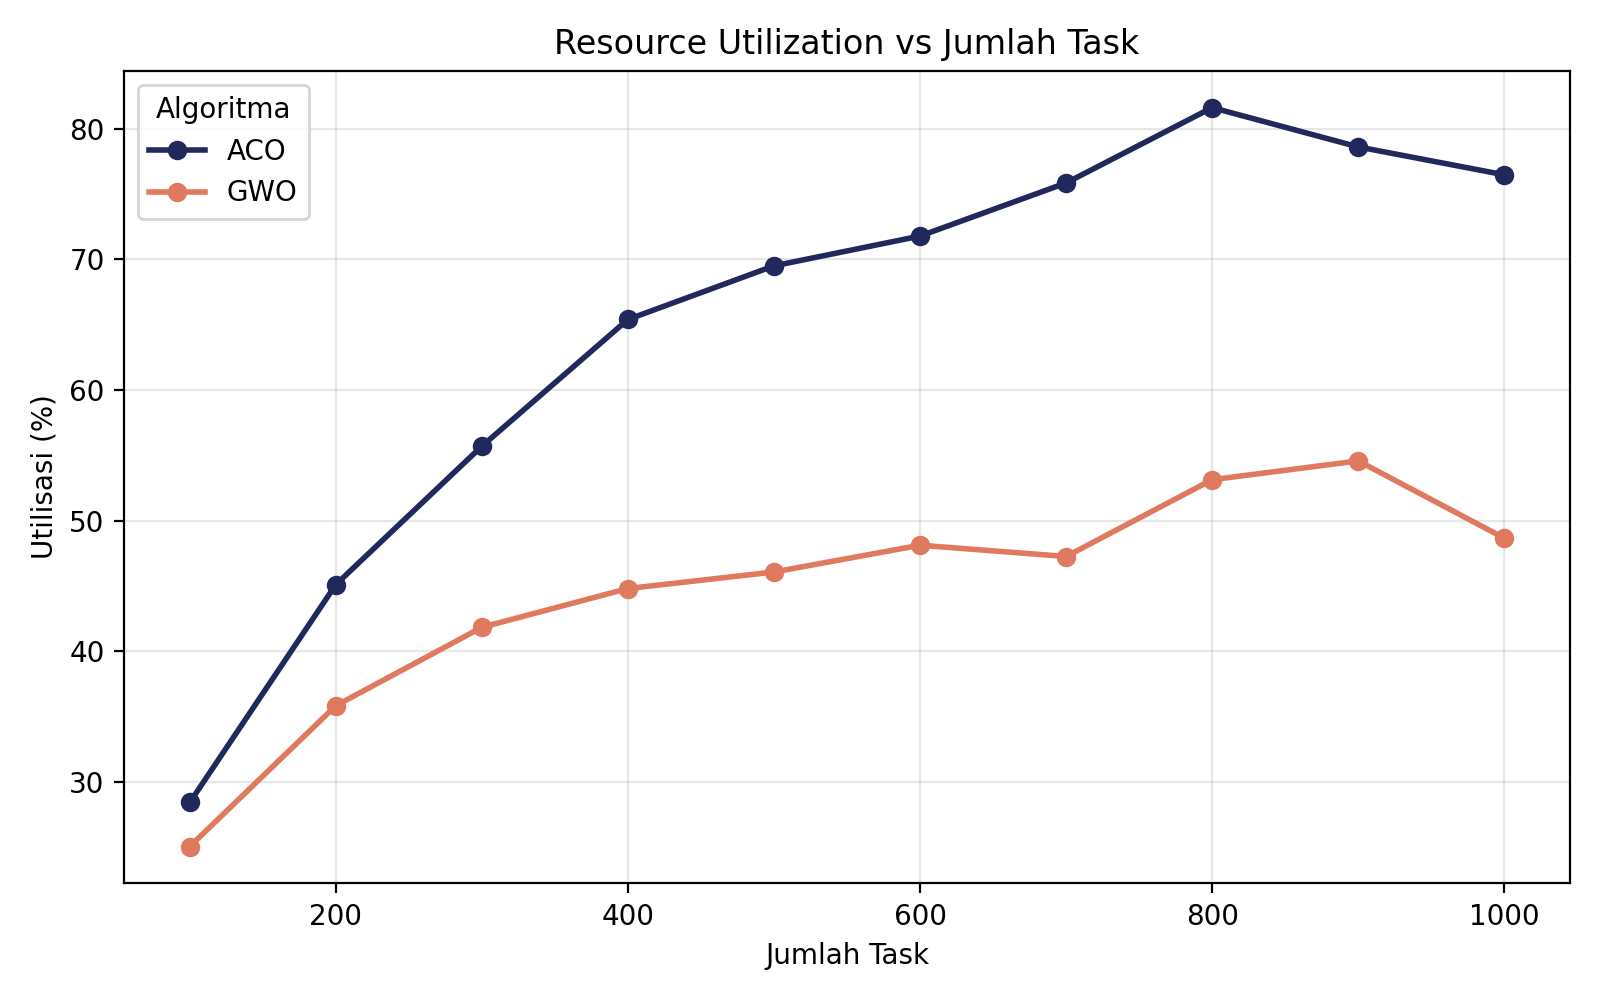 Resource Utilization vs Jumlah Task
Algoritma
ACO
GWO
80
70
60
50
40
30
Utilisasi (%)
200 400 600 800 1000
Jumlah Task